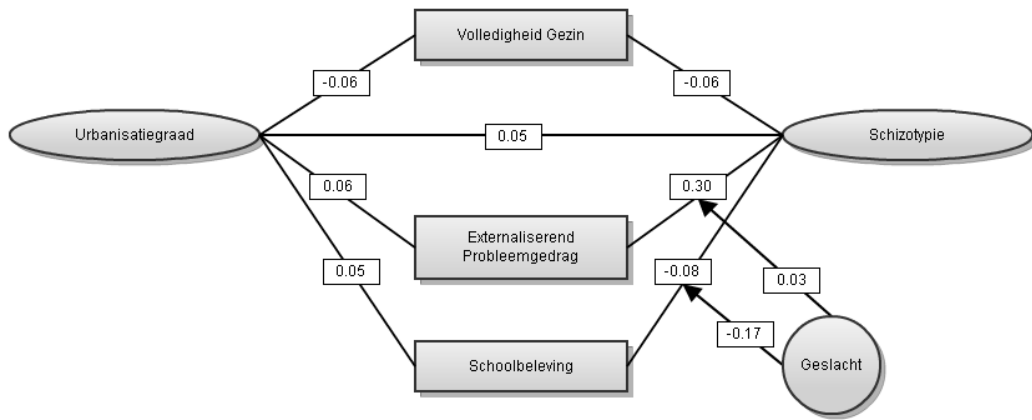 Volledigheid Gezin
-0.06
-0.06
Urbanisatiegraad
0.05
Schizotypie
0.06
0.30
Externaliserend
Probleemgedrag
0.05
-0.08
0.03
-0.17
Schoolbeleving
Geslacht